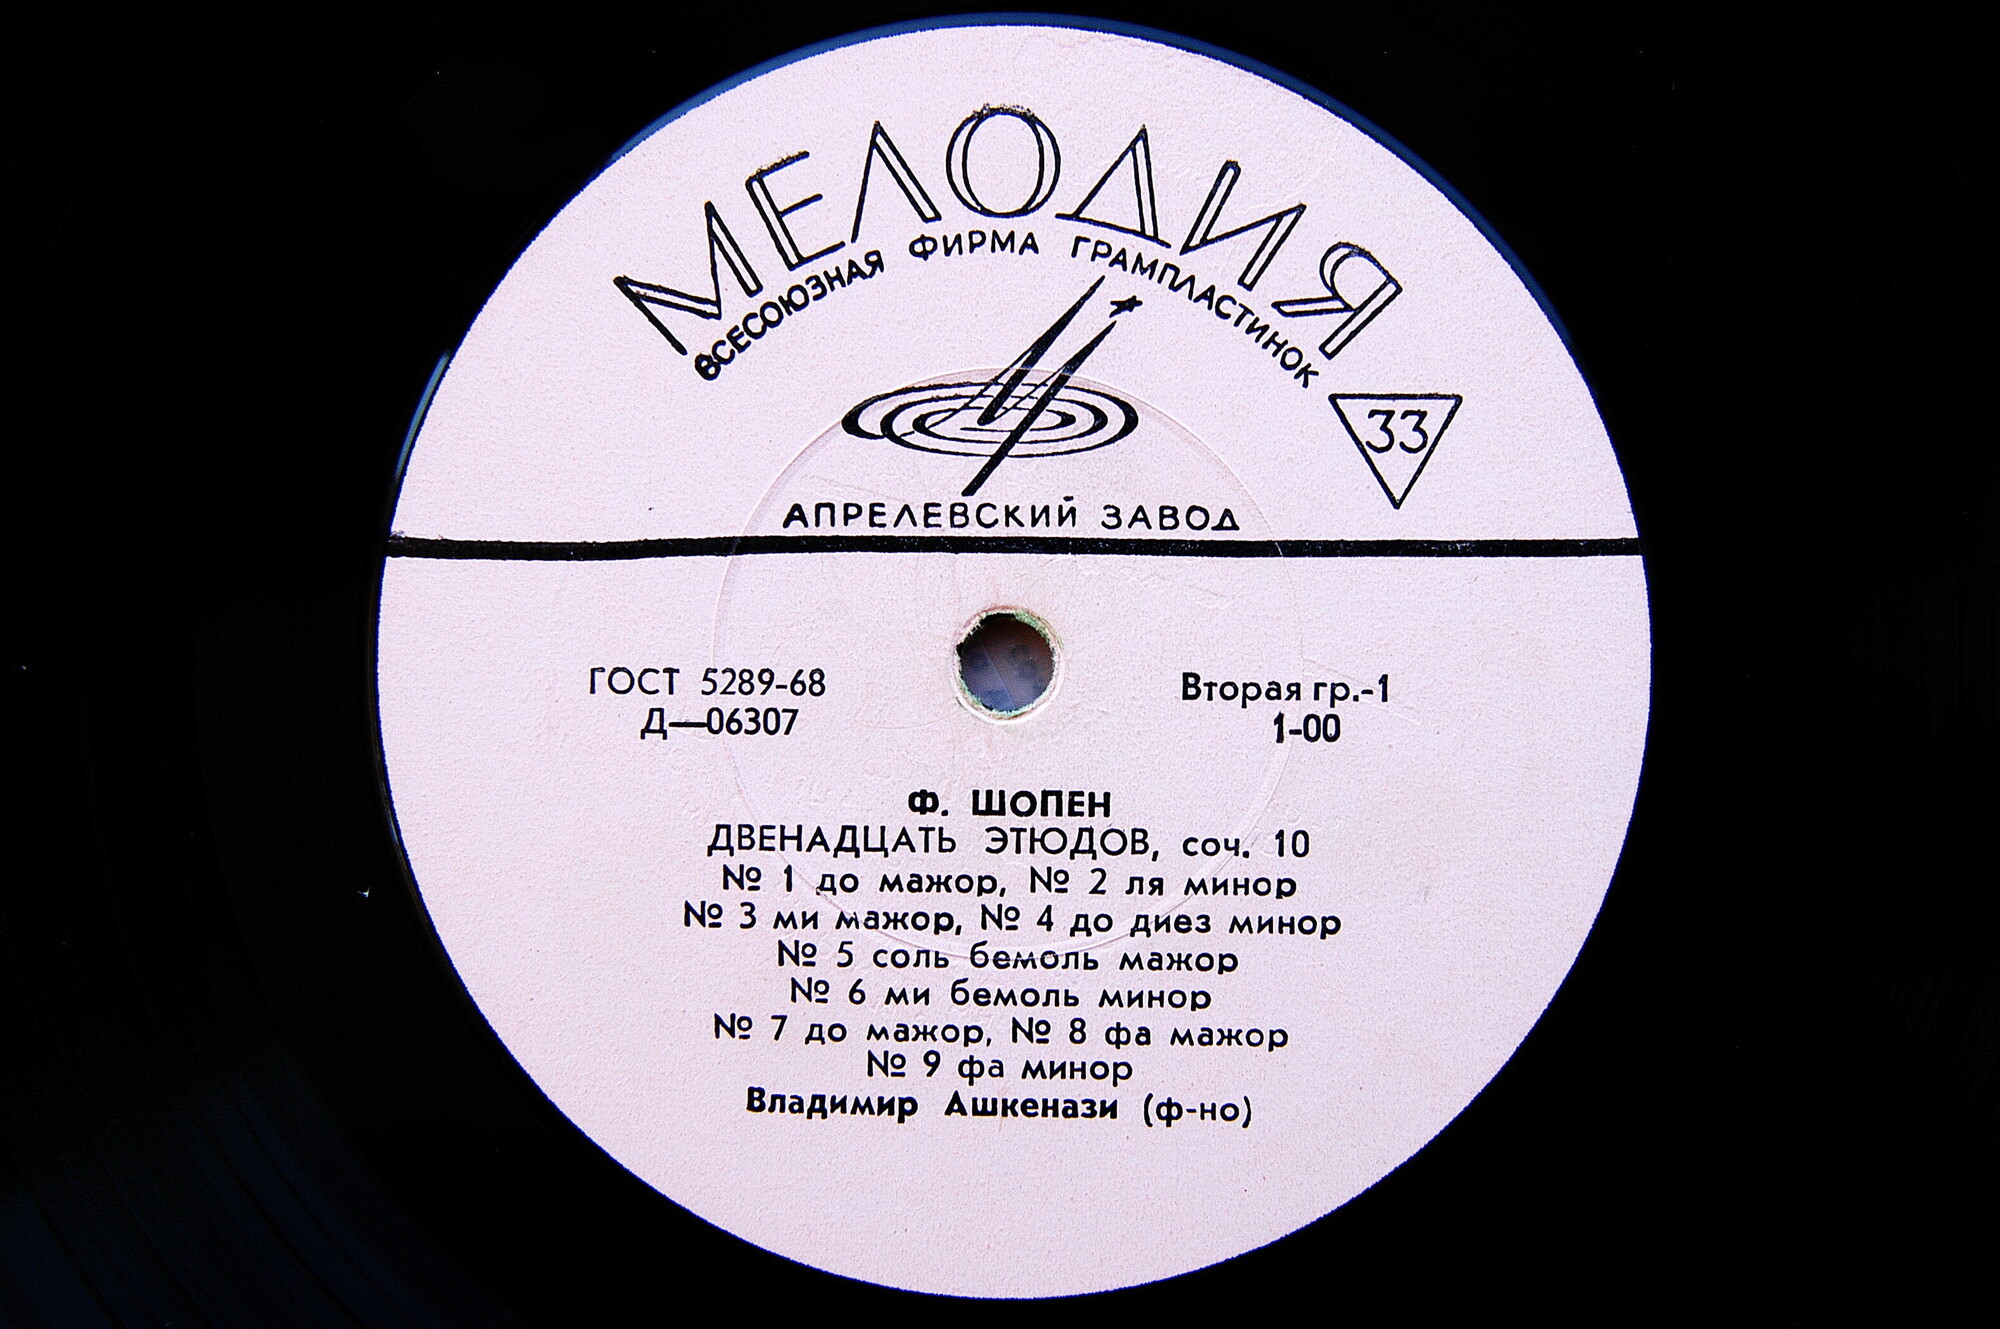 МЕЛОДИЯ
ВСЕСОЮЗНАЯ ФИРМА ГРАМПЛАСТИНОК
33
АПРЕЛЕВСКИЙ ЗАВОД
ГОСТ 5289-68
Д—06307
Вторая гр.-1
1-00
Ф. ШОПЕН
ДВЕНАДЦАТЬ ЭТЮДОВ, соч. 10
№ 1 до мажор, № 2 ля минор
№ 3 ми мажор, № 4 до диез минор
№ 5 соль бемоль мажор
№ 6 ми бемоль минор
№ 7 до мажор, № 8 фа мажор
№ 9 фа минор
Владимир Ашкенази (ф-но)